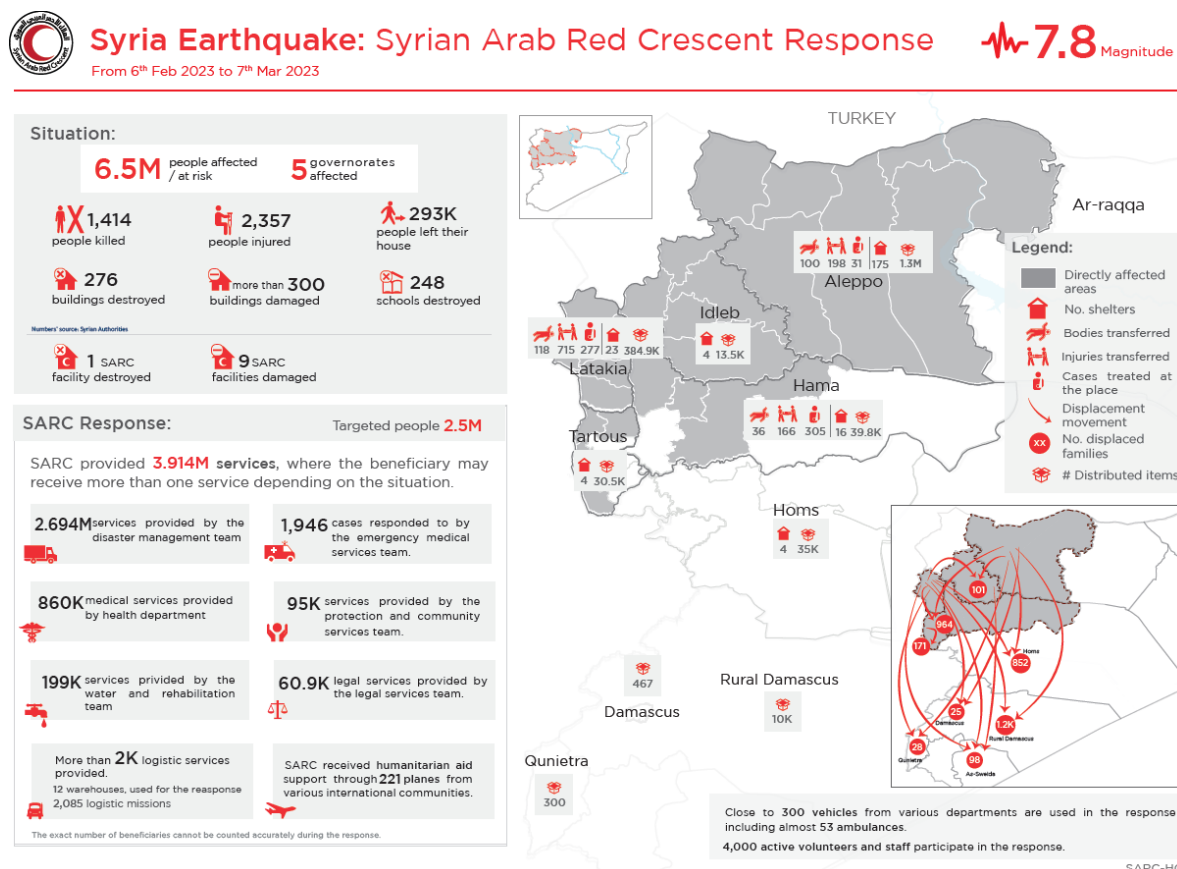 Syrian Arab Red Crescent
Syria Earthquake: Syrian Arab Red Crescent Response
From 6th Feb 2023 to 7th Mar 2023
7.8 Magnitude
Situation:
6.5M people affected
/ at risk
5 governorates
affected
1,414
people killed
2,357
people injured
293K
people left their
house
276
buildings destroyed
more than 300
buildings damaged
248
schools destroyed
Numbers' source: Syrian Authorities
C
1 SARC
facility destroyed
C
9 SARC
facilities damaged
SARC Response:
Targeted people 2.5M
SARC provided 3.914M services, where the beneficiary may
receive more than one service depending on the situation.
2.694M services provided by the
disaster management team
1,946 cases responded to by
the emergency medical
services team.
860K medical services provided
by health department
95K services provided by the
protection and community
services team.
199K services privided by the
water and rehabilitation
team
60.9K legal services provided by
the legal services team.
More than 2K logistic services
provided.
12 warehouses, used for the reasponse
2,085 logistic missions
SARC received humanitarian aid
support through 221 planes from
various international communities.
The exact number of beneficiaries cannot be counted accurately during the response.
TURKEY
Ar-raqqa
100 198 31 175 1.3M
Aleppo
Idleb
4 13.5K
118 715 277 23 384.9K
Latakia
Hama
36 166 305 16 39.8K
Tartous
4 30.5K
Homs
4 35K
467
Damascus
Rural Damascus
10K
Qunietra
300
Legend:
Directly affected
areas
No. shelters
Bodies transferred
Injuries transferred
Cases treated at
the place
Displacement
movement
xx
No. displaced
families
# Distributed items
101
964
171
Homs
852
25
Damascus
1.2K
Rural Damascus
28
Qunietra
98
As-Sweida
Close to 300 vehicles from various departments are used in the response
including almost 53 ambulances.
4,000 active volunteers and staff participate in the response.